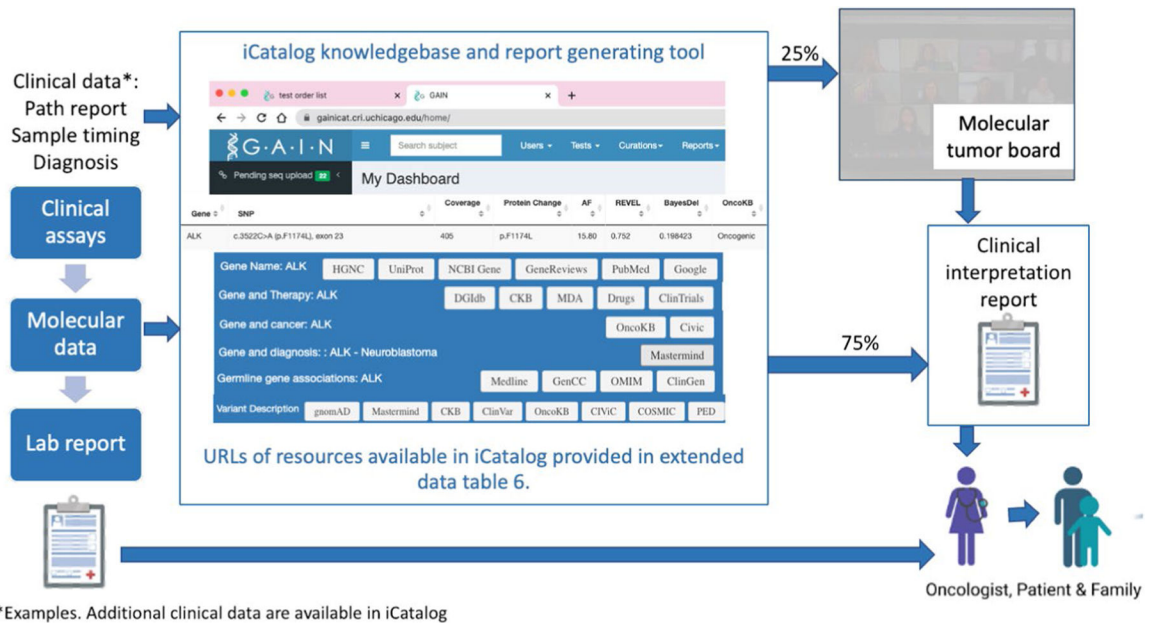 iCatalog knowledgebase and report generating tool
25%
Clinical data*:
Path report
Sample timing
Diagnosis
test order list
GAIN
gainicat.cri.uchicago.edu/home/
G·A·I·N
Search subject
Users
Tests
Curations
Reports
Pending seq upload 22
My Dashboard
Gene SNP Coverage Protein Change AF REVEL BayesDel OncoKB
ALK c.3522C>A (p.F1174L), exon 23 405 p.F1174L 15.80 0.752 0.198423 Oncogenic
Gene Name: ALK HGNC UniProt NCBI Gene GeneReviews PubMed Google
Gene and Therapy: ALK DGIdb CKB MDA Drugs ClinTrials
Gene and cancer: ALK OncoKB Civic
Gene and diagnosis: : ALK - Neuroblastoma Mastermind
Germline gene associations: ALK Medline GenCC OMIM ClinGen
Variant Description gnomAD Mastermind CKB ClinVar OncoKB CIViC COSMIC PED
URLs of resources available in iCatalog provided in extended
data table 6.
Clinical
assays
Molecular
data
Lab report
Molecular
tumor board
Clinical
interpretation
report
75%
Oncologist, Patient & Family
*Examples. Additional clinical data are available in iCatalog